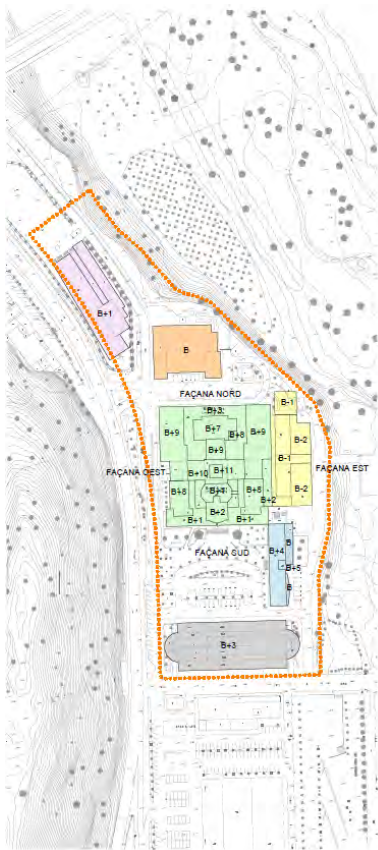 B+1
B
FAÇANA NORD
B+3
B-1
B+9
B+7
B+8
B+9
B+9
B-2
B-1
FAÇANA OEST
B+10
B+11
FAÇANA EST
B+8
B+8
B-2
B+2
B+2
B+1
B+1
B
B+4
FAÇANA SUD
B+5
B
B+3